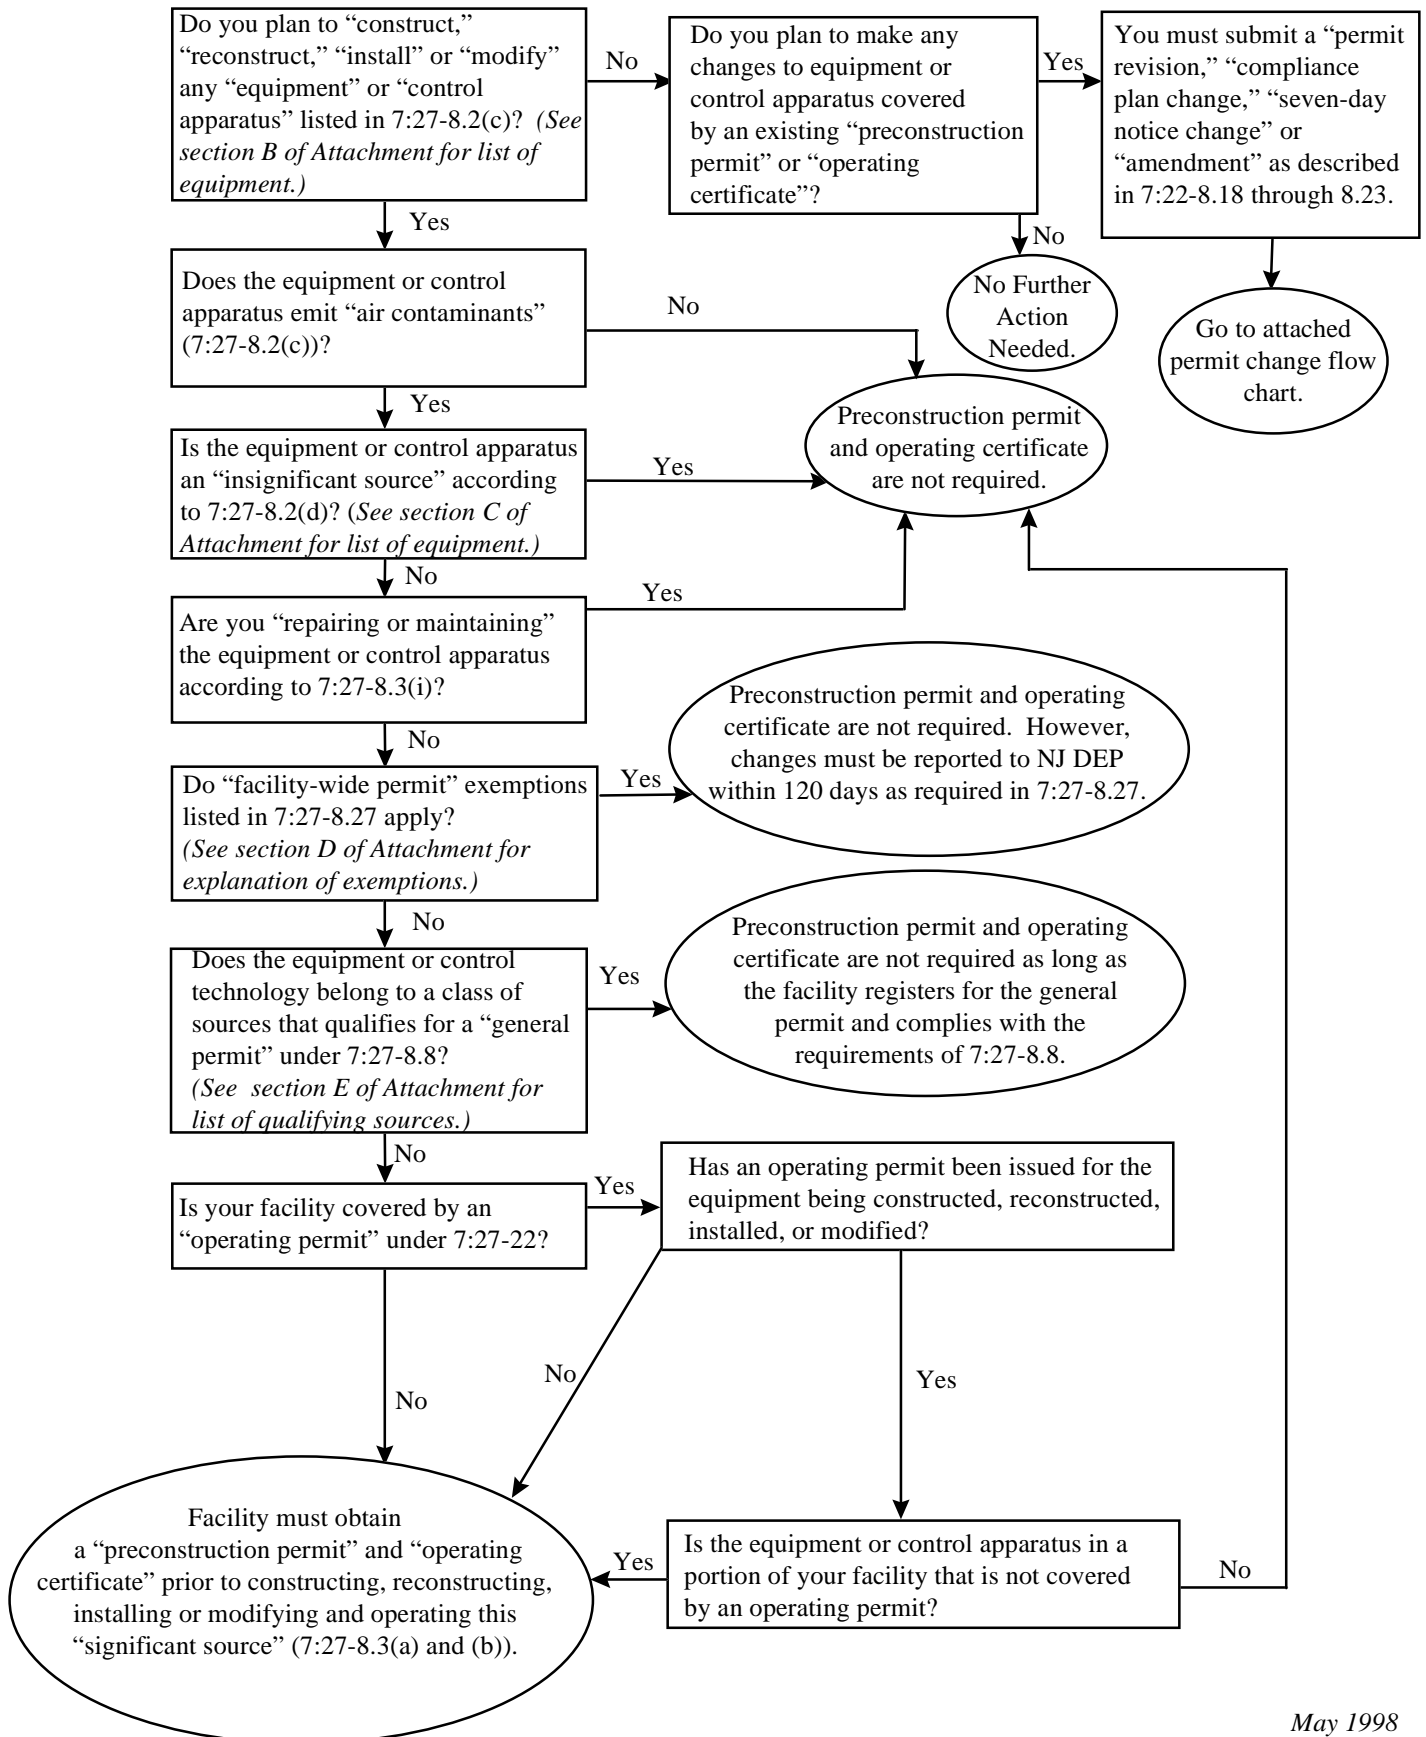 Do you plan to “construct,”
“reconstruct,” “install” or “modify”
any “equipment” or “control
apparatus” listed in 7:27-8.2(c)?  (See
section B of Attachment for list of
equipment.)
No
Do you plan to make any
changes to equipment or
control apparatus covered
by an existing “preconstruction
permit” or “operating
certificate”?
Yes
You must submit a “permit
revision,” “compliance
plan change,” “seven-day
notice change” or
“amendment” as described
in 7:22-8.18 through 8.23.
Yes
No
No Further
Action
Needed.
Go to attached
permit change flow
chart.
Does the equipment or control
apparatus emit “air contaminants”
(7:27-8.2(c))?
No
Preconstruction permit
and operating certificate
are not required.
Yes
Is the equipment or control apparatus
an “insignificant source” according
to 7:27-8.2(d)? (See section C of
Attachment for list of equipment.)
Yes
No
Are you “repairing or maintaining”
the equipment or control apparatus
according to 7:27-8.3(i)?
Yes
No
Do “facility-wide permit” exemptions
listed in 7:27-8.27 apply?
(See section D of Attachment for
explanation of exemptions.)
Yes
Preconstruction permit and operating
certificate are not required.  However,
changes must be reported to NJ DEP
within 120 days as required in 7:27-8.27.
No
Does the equipment or control
technology belong to a class of
sources that qualifies for a “general
permit” under 7:27-8.8?
(See  section E of Attachment for
list of qualifying sources.)
Yes
Preconstruction permit and operating
certificate are not required as long as
the facility registers for the general
permit and complies with the
requirements of 7:27-8.8.
No
Is your facility covered by an
“operating permit” under 7:27-22?
Yes
Has an operating permit been issued for the
equipment being constructed, reconstructed,
installed, or modified?
No
No
Yes
Facility must obtain
a “preconstruction permit” and “operating
certificate” prior to constructing, reconstructing,
installing or modifying and operating this
“significant source” (7:27-8.3(a) and (b)).
Yes
Is the equipment or control apparatus in a
portion of your facility that is not covered
by an operating permit?
No
May 1998